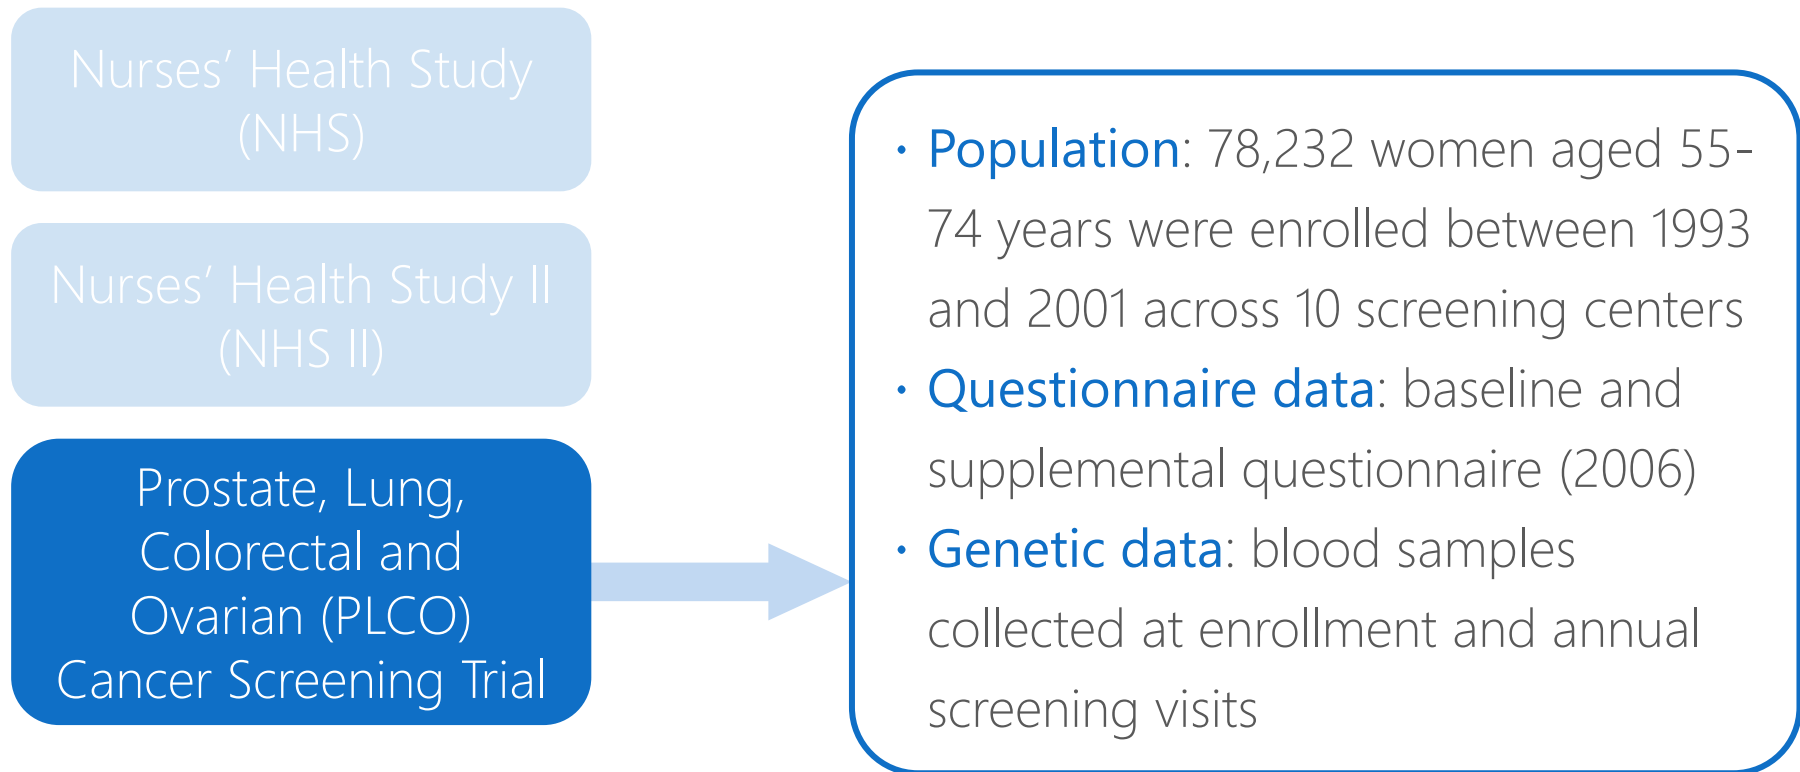 Nurses’ Health Study
(NHS)
Nurses’ Health Study II
(NHS II)
Prostate, Lung,
Colorectal and
Ovarian (PLCO)
Cancer Screening Trial
· Population: 78,232 women aged 55-
74 years were enrolled between 1993
and 2001 across 10 screening centers
· Questionnaire data: baseline and
supplemental questionnaire (2006)
· Genetic data: blood samples
collected at enrollment and annual
screening visits